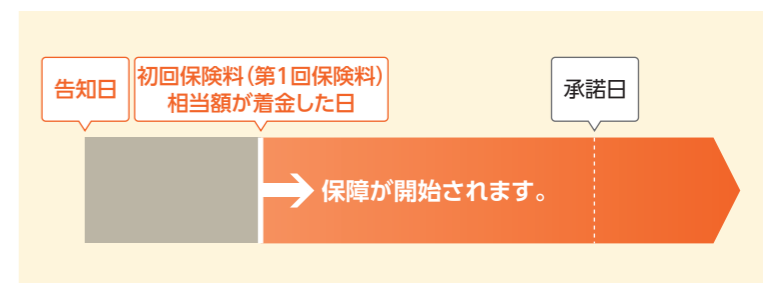 告知日
初回保険料(第1回保険料)
相当額が着金した日
承諾日
保障が開始されます。